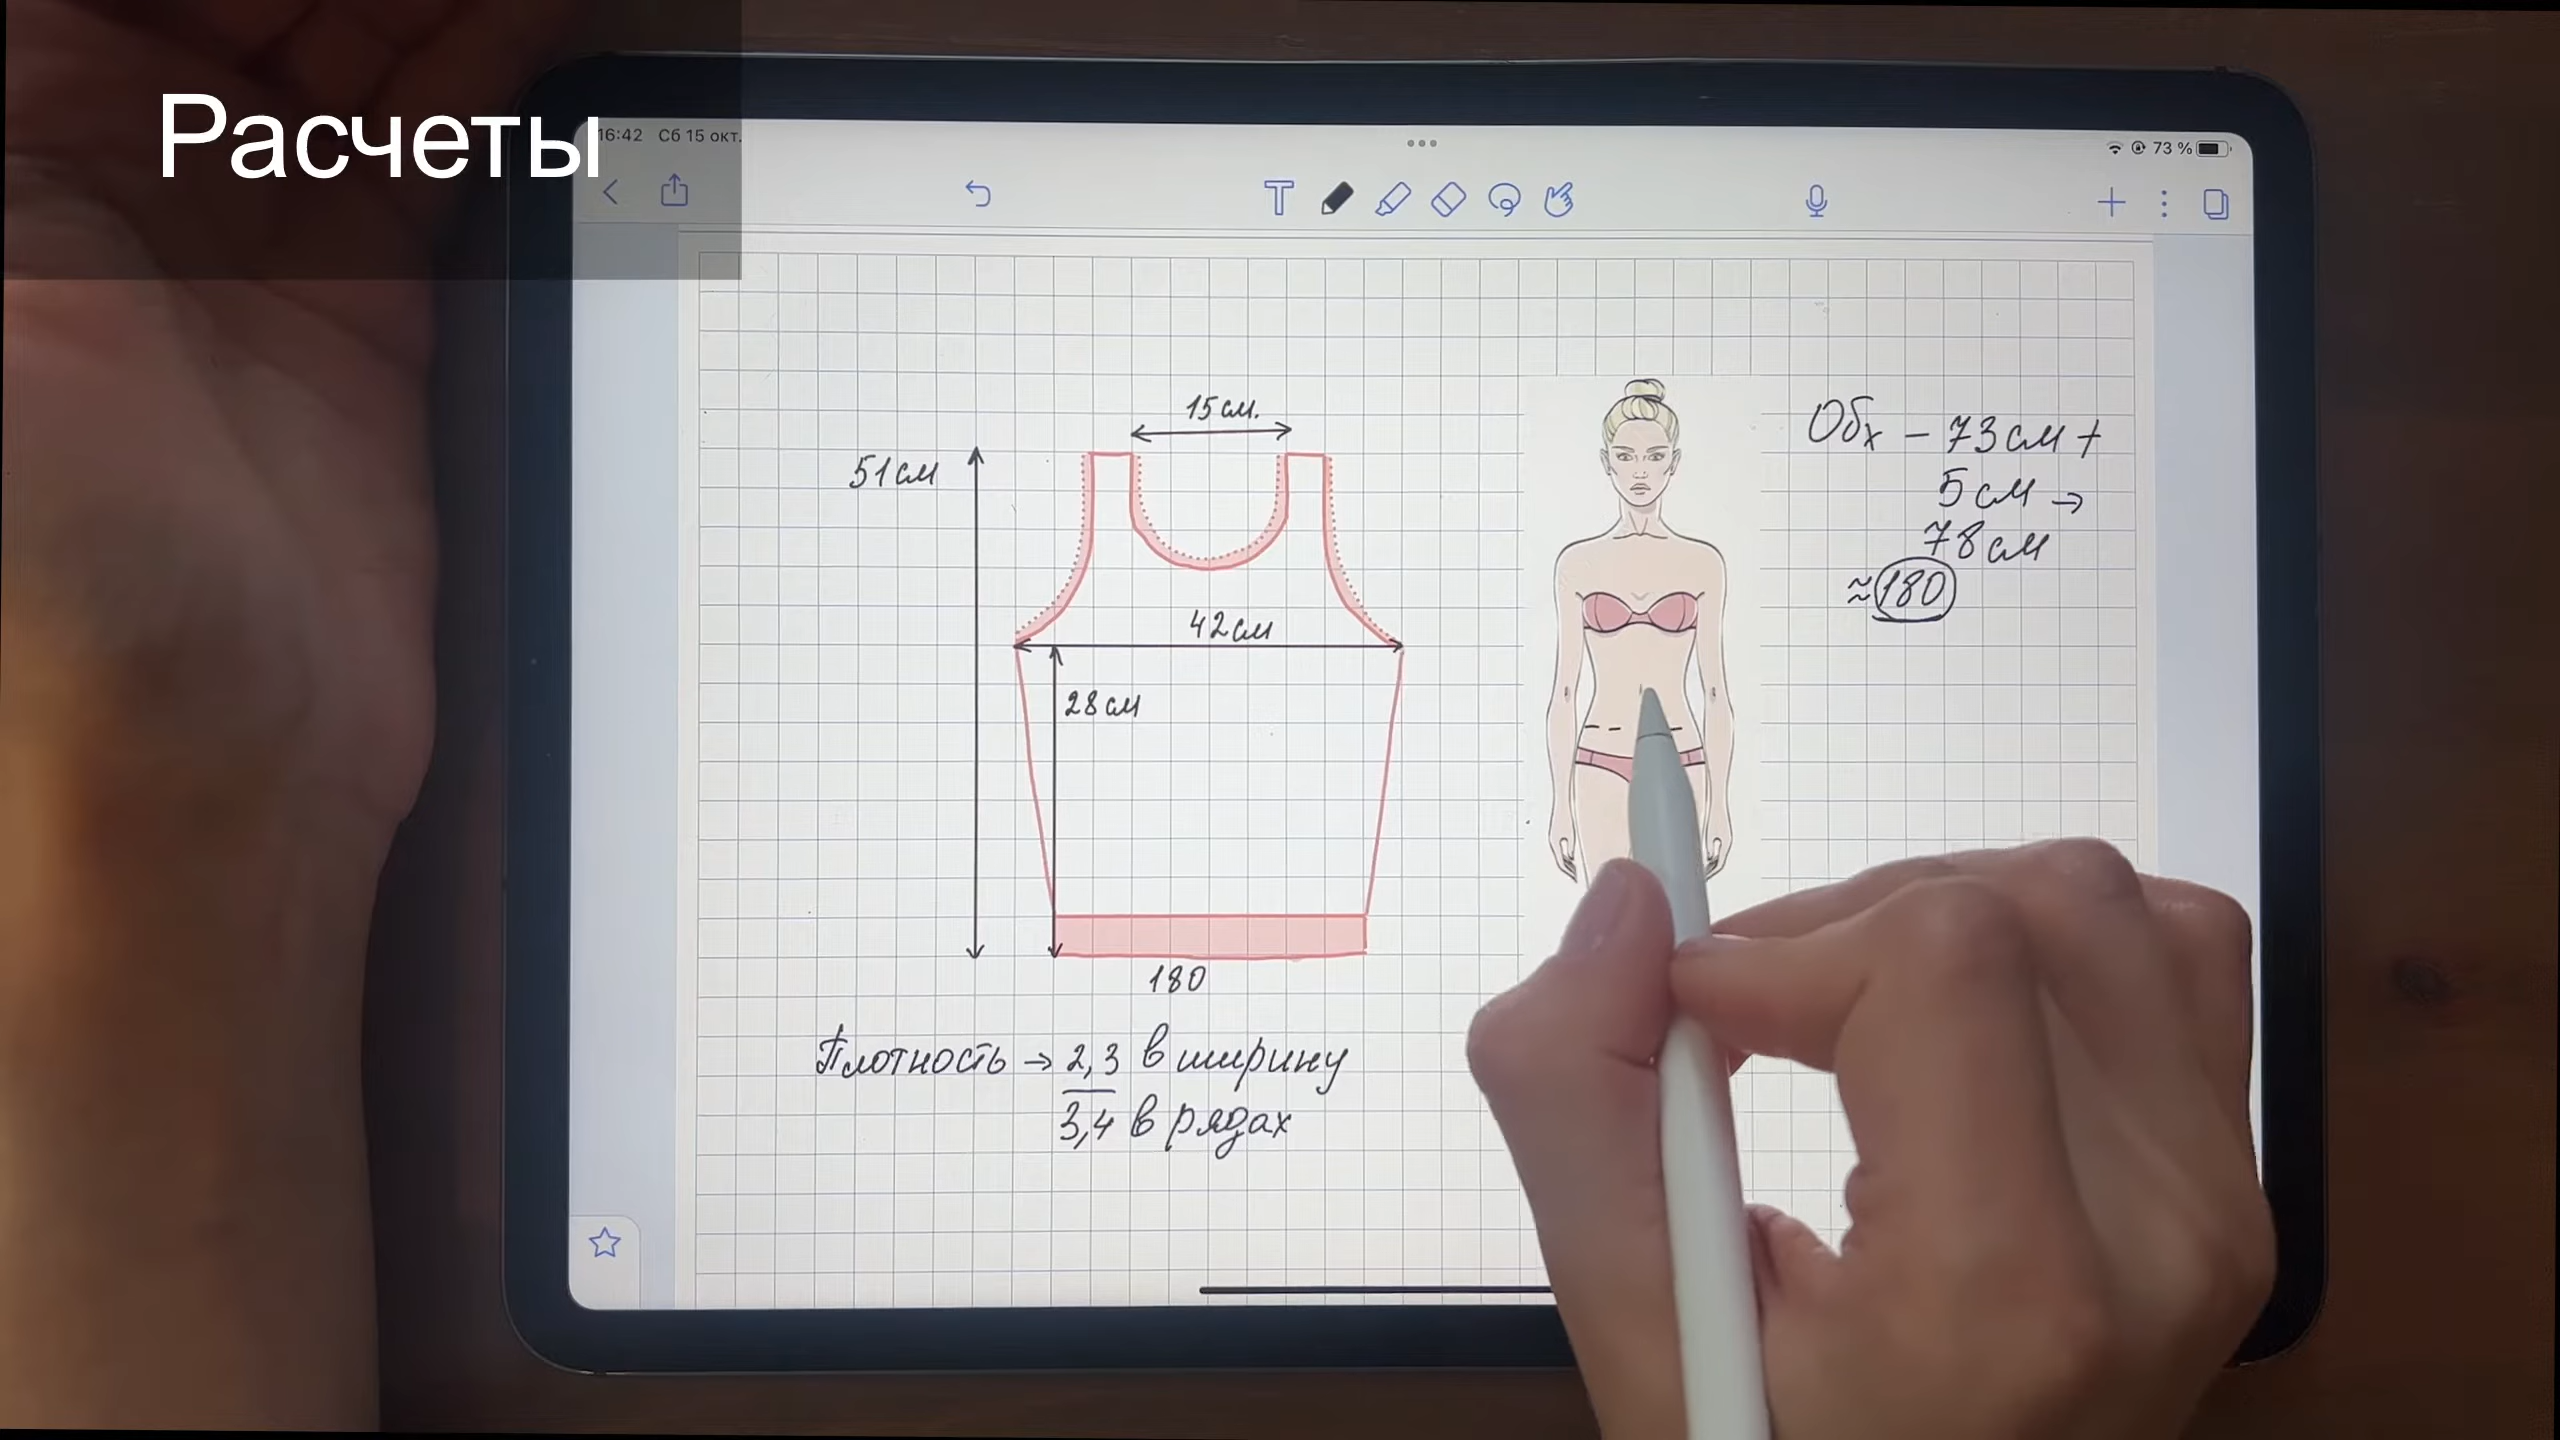 Расчеты
16:42 Сб 15 окт.
73 %
15 см.
51 см
42 см
28 см
180
Плотность → 2,3 в ширину
3,4 в рядах
Обх – 73 см +
5 см →
78 см
≈ 180